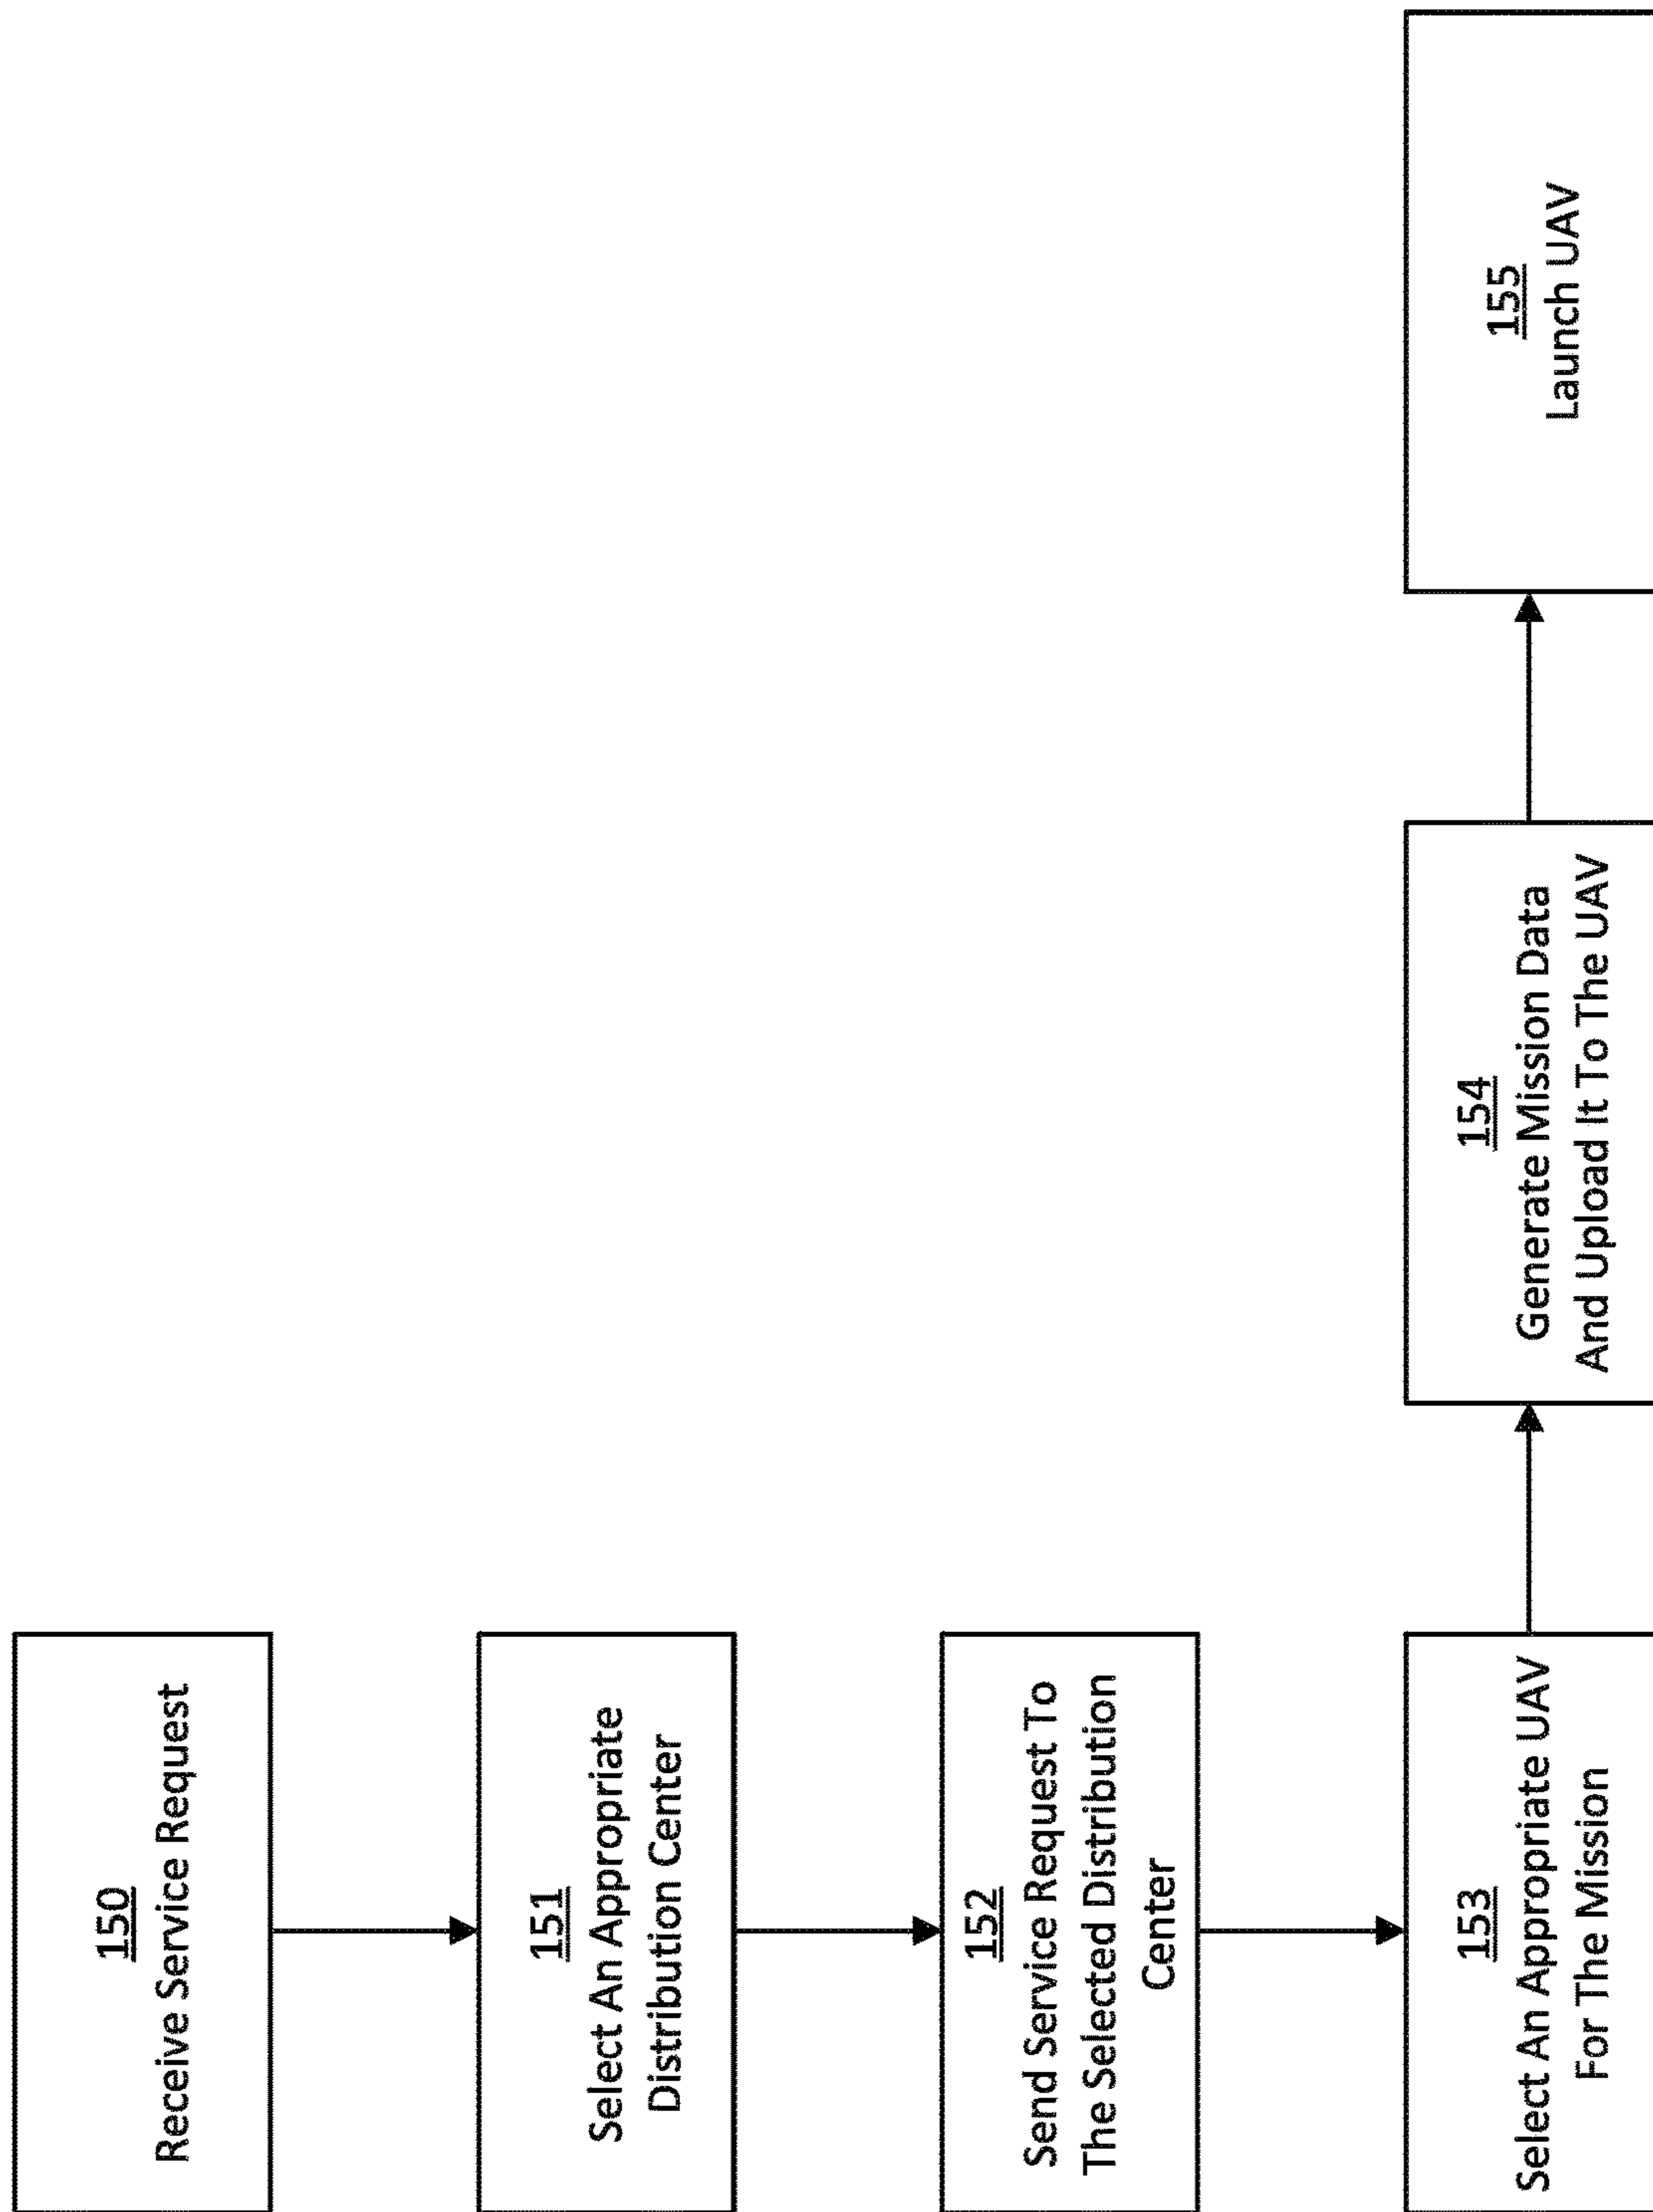 150
Receive Service Request
151
Select An Appropriate
Distribution Center
152
Send Service Request To
The Selected Distribution
Center
153
Select An Appropriate UAV
For The Mission
154
Generate Mission Data
And Upload It To The UAV
155
Launch UAV